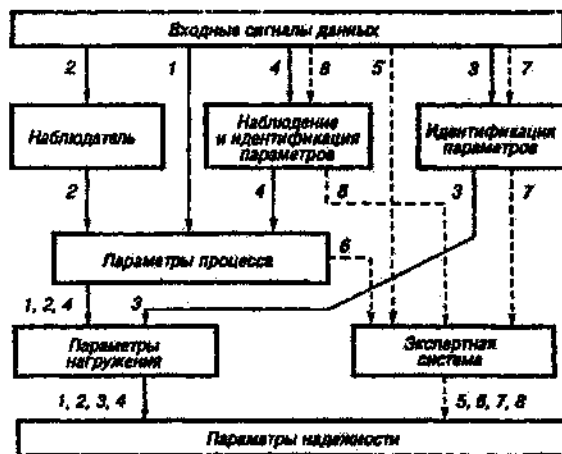 Входные сигналы данных
2 1 4 8 5 3 7
Наблюдатель
Наблюдение
и идентификация
параметров
Идентификация
параметров
2 4 8 3 7
Параметры процесса
6
1, 2, 4 3
Параметры
нагружения
Экспертная
система
1, 2, 3, 4 5, 6, 7, 8
Параметры надежности